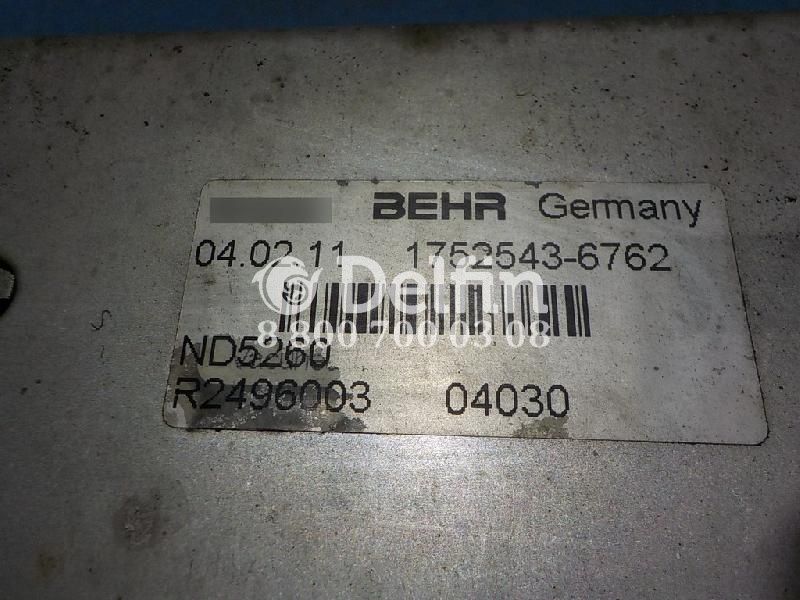 BEHR Germany
04.02.11 1752543-6762
Delfin
8 800 700 03 08
ND5260
R2496003 04030